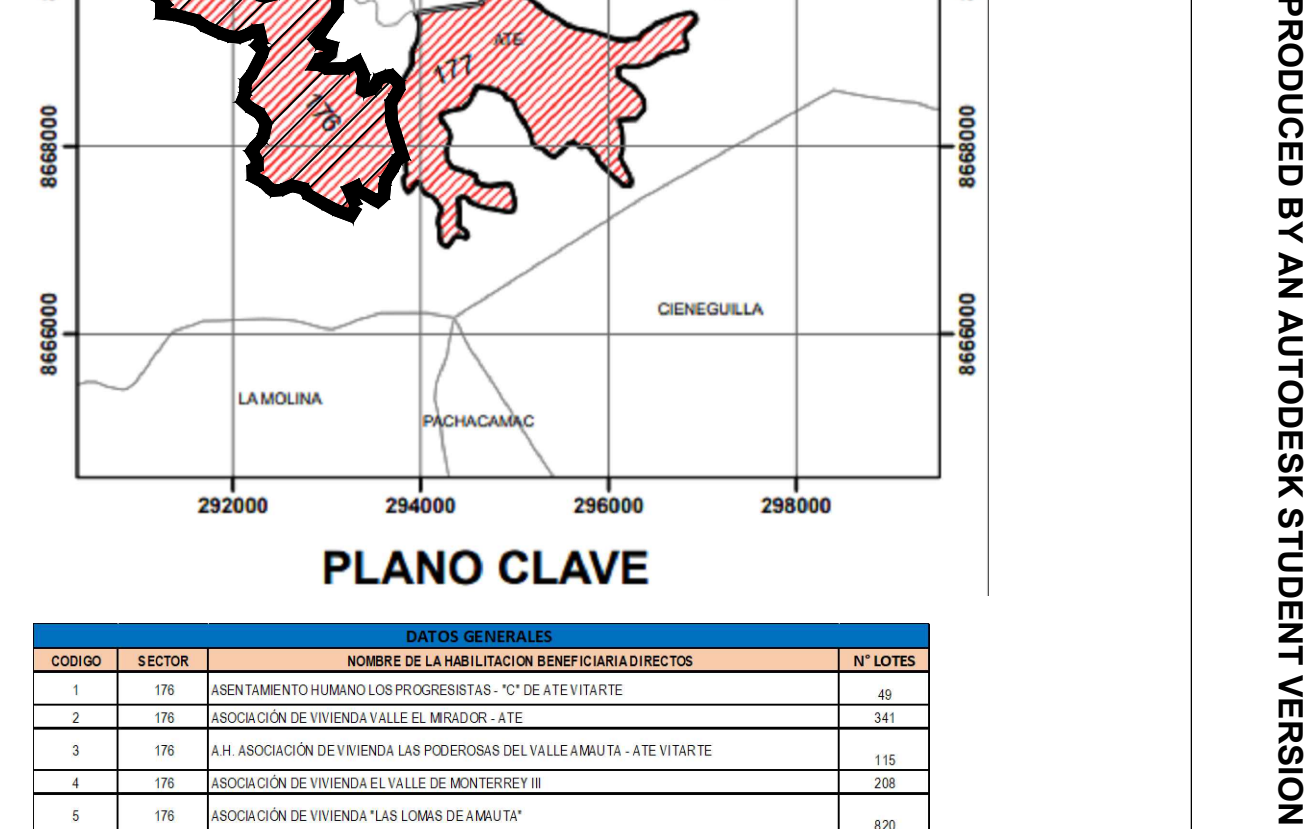 ATE
177
176
8668000
8668000
CIENEGUILLA
8666000
8666000
LA MOLINA
PACHACAMAC
292000 294000 296000 298000
PLANO CLAVE
DATOS GENERALES
CODIGO SECTOR NOMBRE DE LA HABILITACION BENEFICIARIA DIRECTOS N° LOTES
1 176 ASENTAMIENTO HUMANO LOS PROGRESISTAS - "C" DE ATE VITARTE 49
2 176 ASOCIACIÓN DE VIVIENDA VALLE EL MIRADOR - ATE 341
3 176 A.H. ASOCIACIÓN DE VIVIENDA LAS PODEROSAS DEL VALLE AMAUTA - ATE VITARTE 115
4 176 ASOCIACIÓN DE VIVIENDA EL VALLE DE MONTERREY III 208
5 176 ASOCIACIÓN DE VIVIENDA "LAS LOMAS DE AMAUTA" 820
PRODUCED BY AN AUTODESK STUDENT VERSION